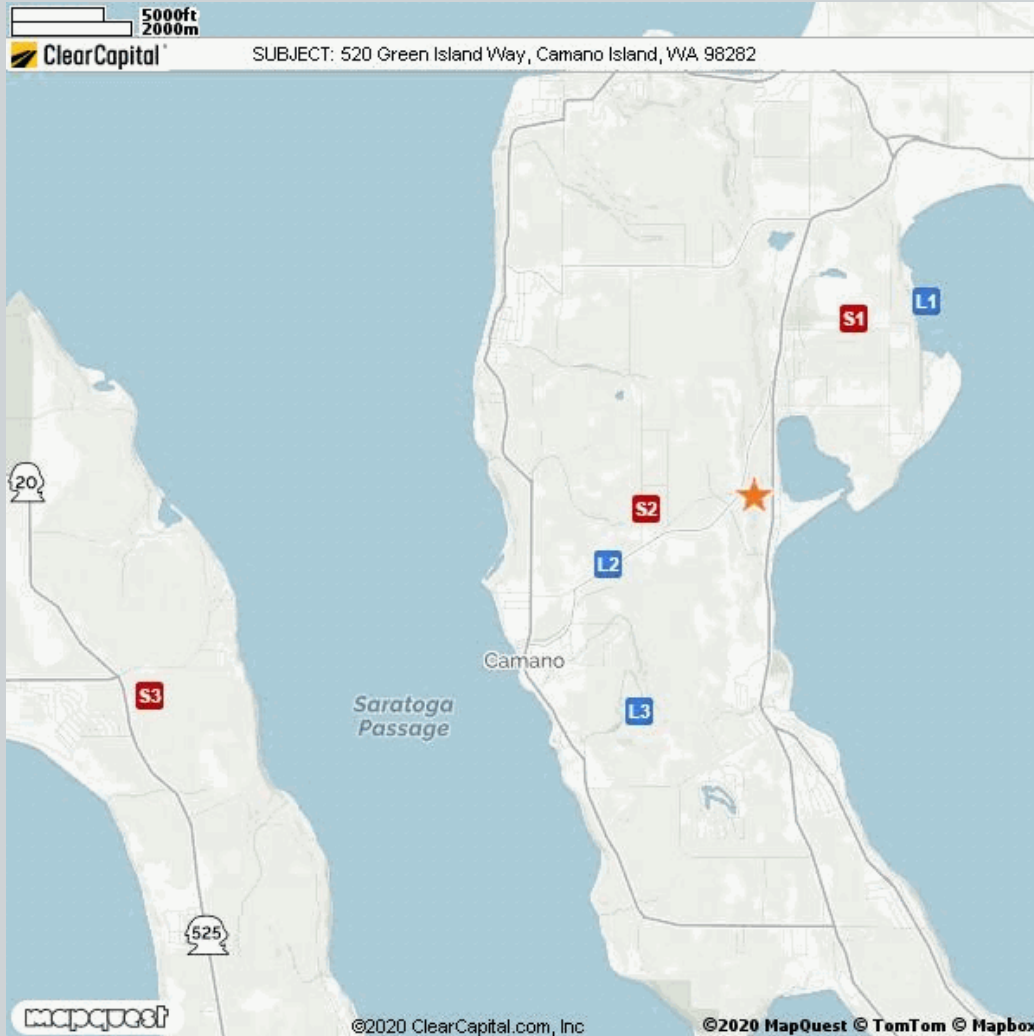 5000ft
2000m
ClearCapital
SUBJECT: 520 Green Island Way, Camano Island, WA 98282
L1
S1
20
S2
L2
Camano
S3
Saratoga
Passage
L3
525
mapquest
©2020 ClearCapital.com, Inc
©2020 MapQuest © TomTom © Mapbo